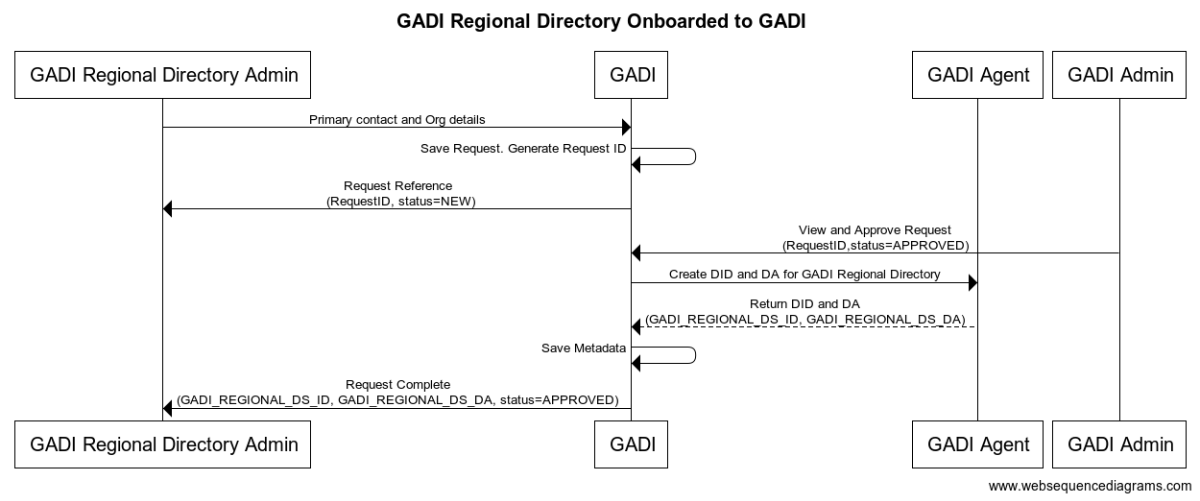 GADI Regional Directory Onboarded to GADI
GADI Regional Directory Admin
GADI
GADI Agent
GADI Admin
Primary contact and Org details
Save Request. Generate Request ID
Request Reference
(RequestID, status=NEW)
View and Approve Request
(RequestID,status=APPROVED)
Create DID and DA for GADI Regional Directory
Return DID and DA
(GADI_REGIONAL_DS_ID, GADI_REGIONAL_DS_DA)
Save Metadata
Request Complete
(GADI_REGIONAL_DS_ID, GADI_REGIONAL_DS_DA, status=APPROVED)
GADI Regional Directory Admin
GADI
GADI Agent
GADI Admin
www.websequencediagrams.com